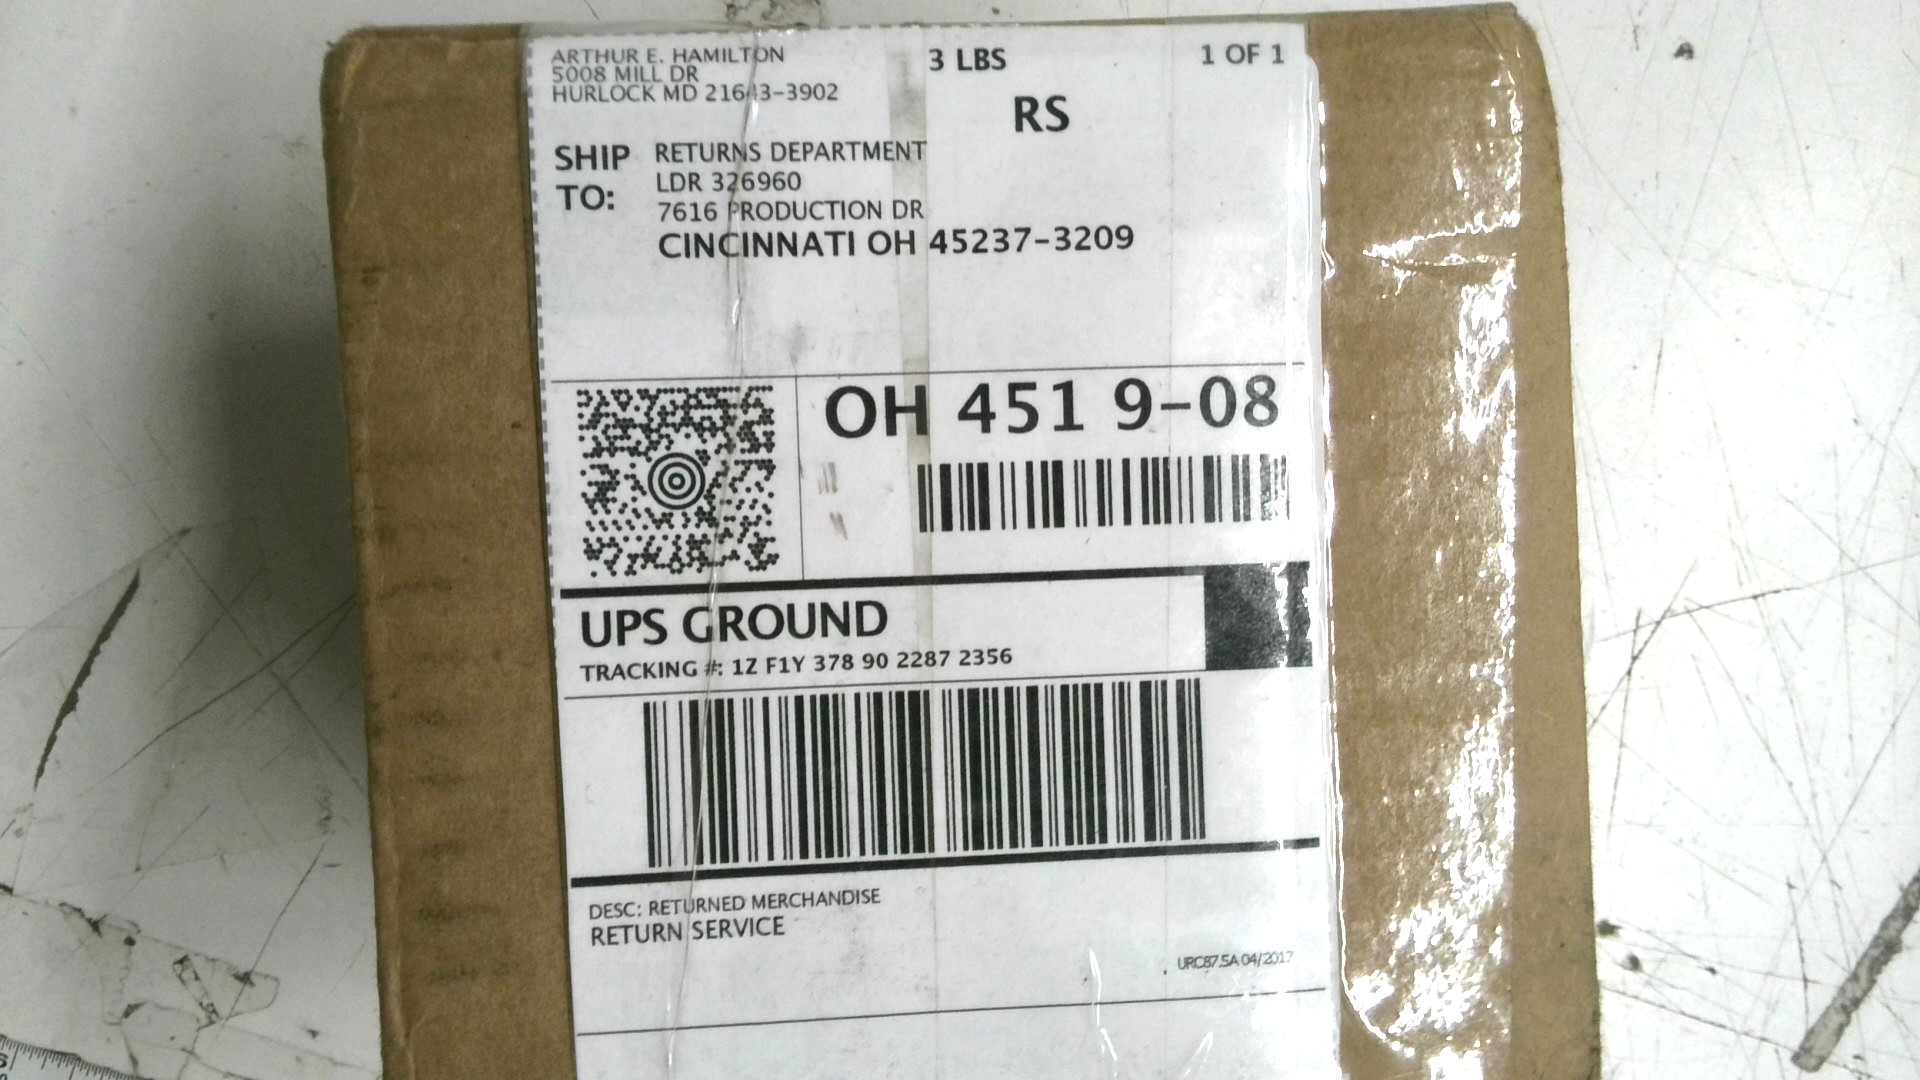 ARTHUR E. HAMILTON
5008 MILL DR
HURLOCK MD 21643-3902
3 LBS
1 OF 1
RS
SHIP TO:
RETURNS DEPARTMENT
LDR 326960
7616 PRODUCTION DR
CINCINNATI OH 45237-3209
OH 451 9-08
UPS GROUND
TRACKING #: 1Z F1Y 378 90 2287 2356
DESC: RETURNED MERCHANDISE
RETURN SERVICE
URC87.5A 04/2017